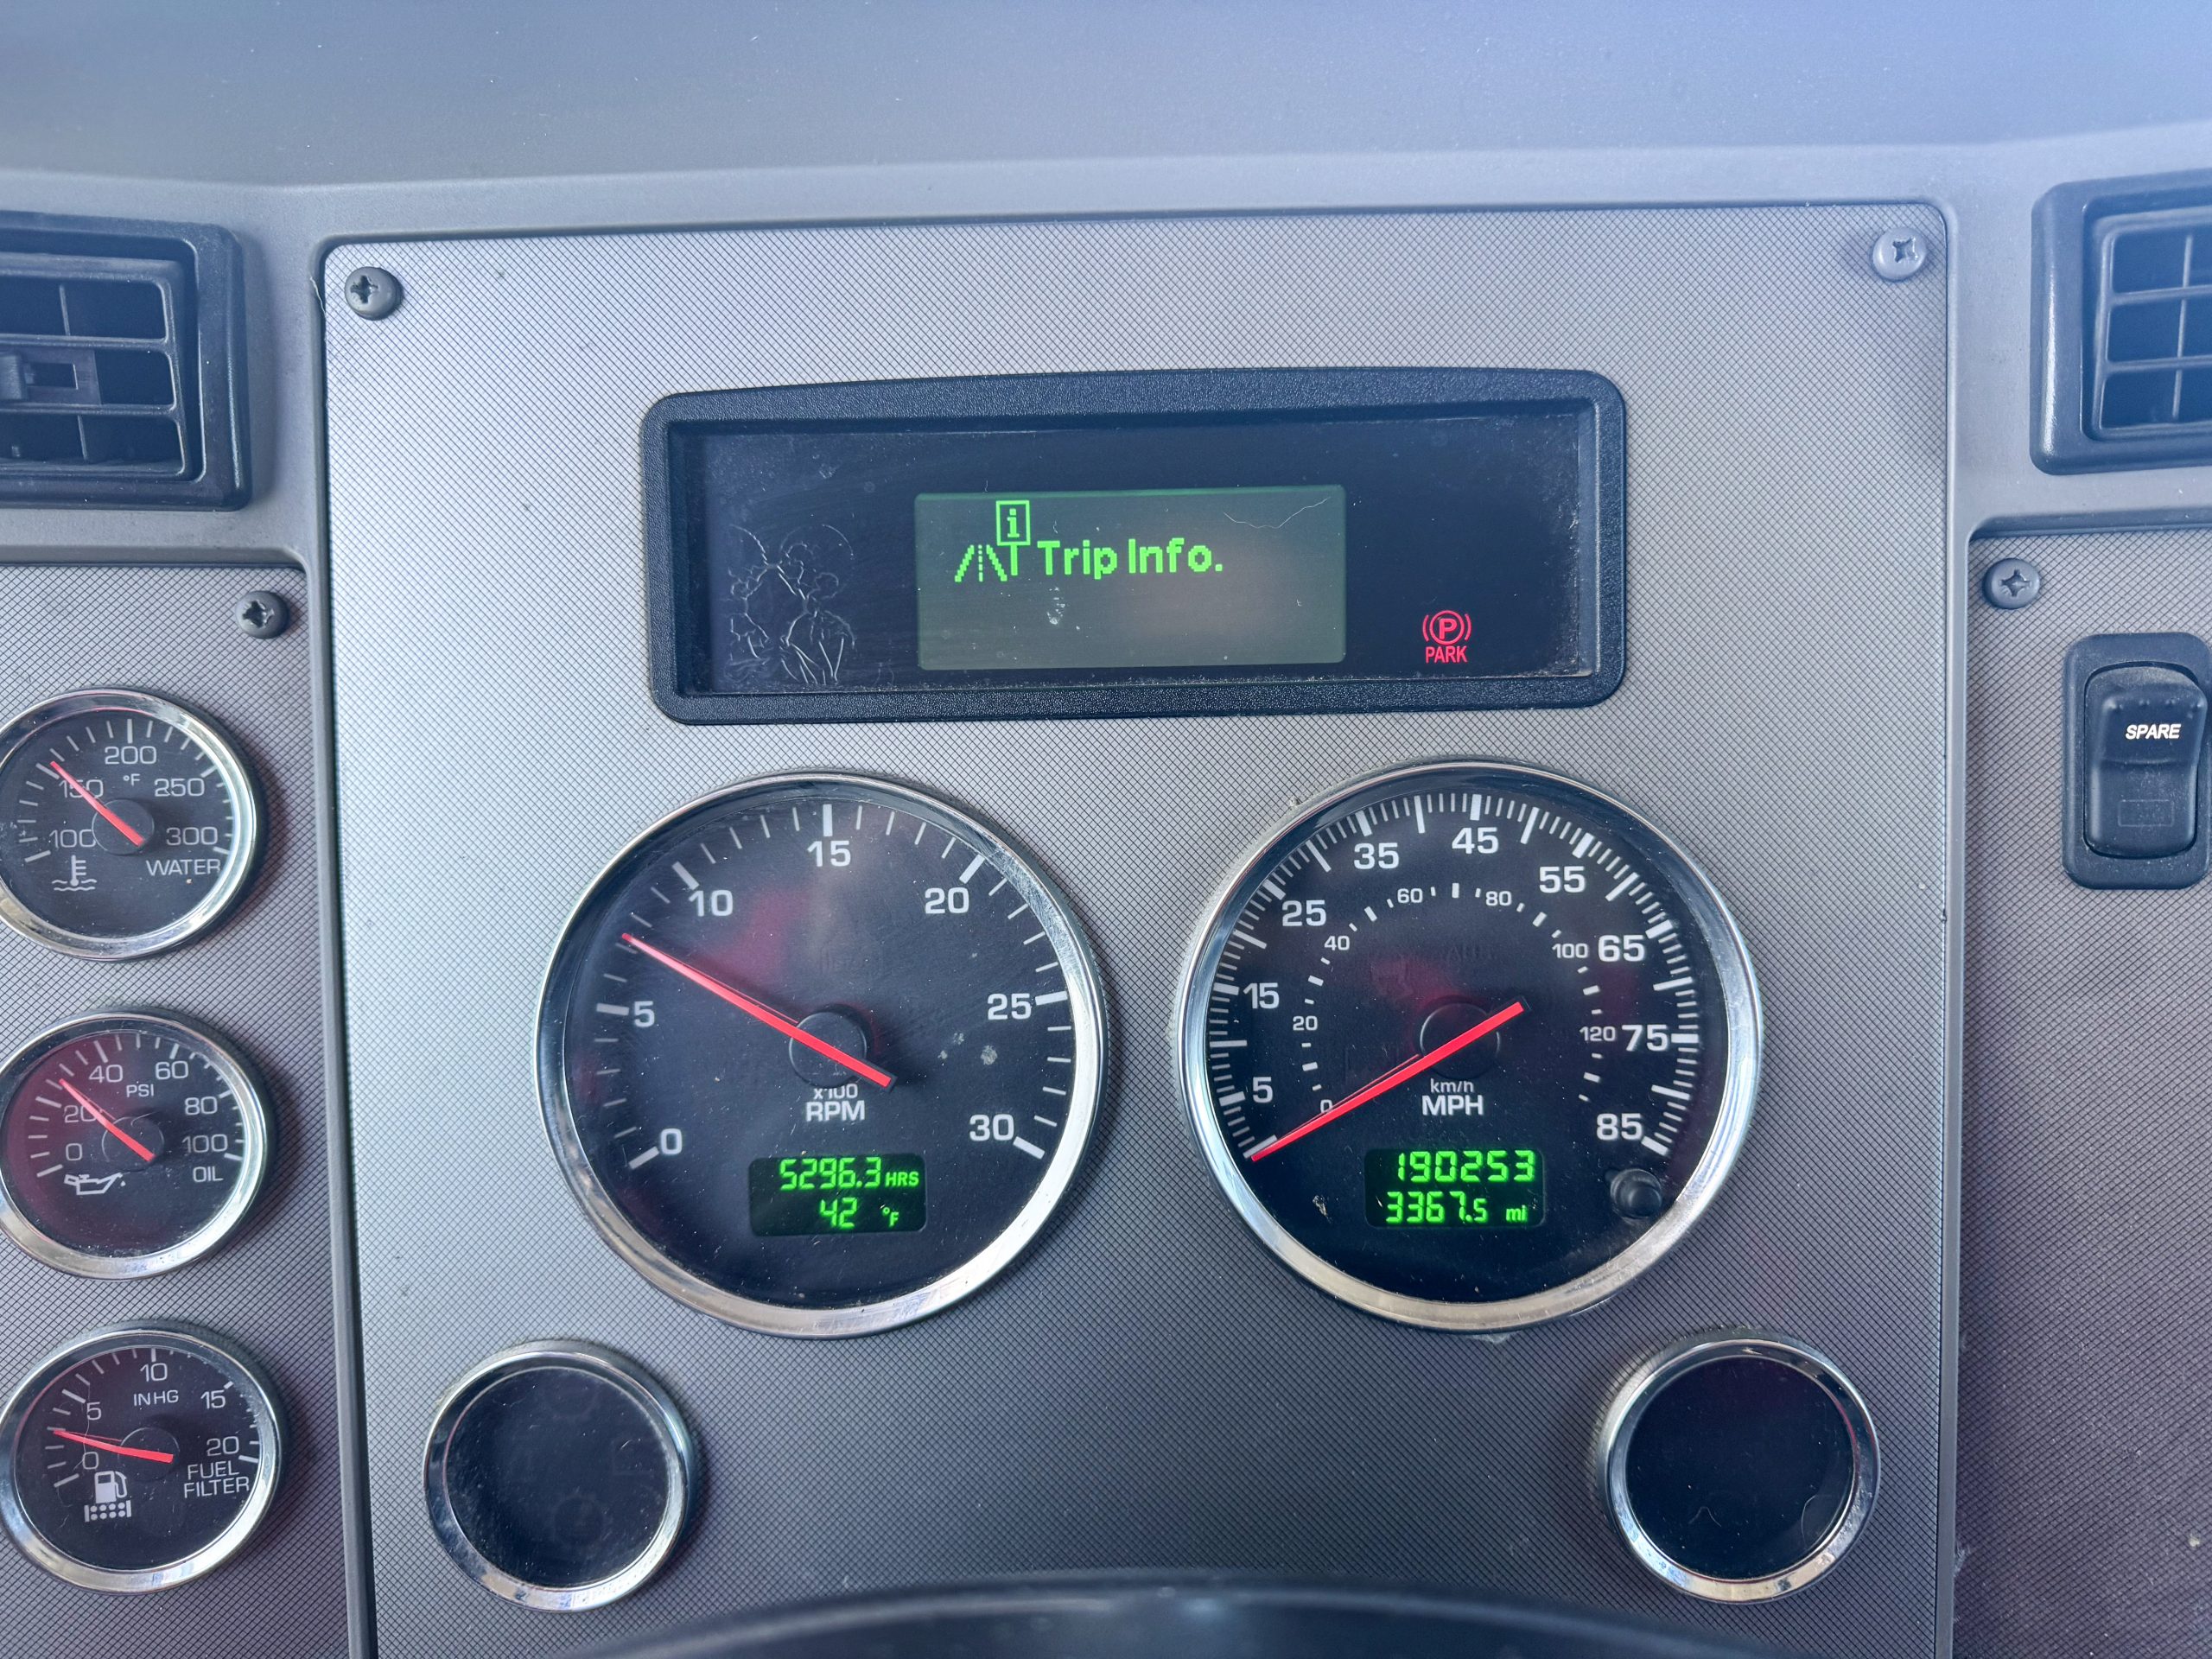 i
Trip Info.
P
PARK
SPARE
200
150 °F 250
100 300
WATER
15
10 20
5 25
0 30
x100
RPM
5296.3 HRS
42 °F
45
35 55
25 65
15 75
5 85
60 80
40 100
20 120
0
km/h
MPH
190253
3367.5 mi
40 60
PSI
20 80
0 100
OIL
10
IN HG 15
5
20
0
FUEL
FILTER